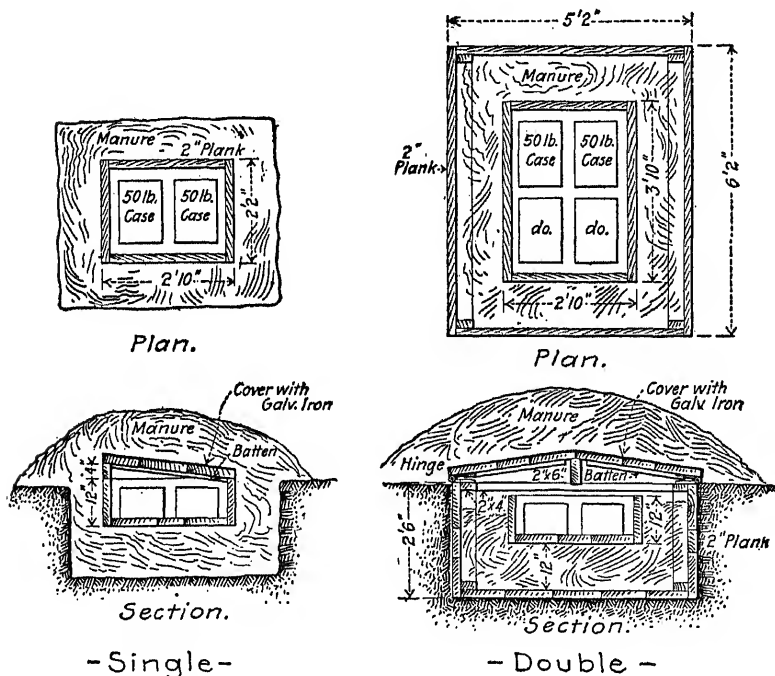 Manure
2" Plank
50 lb.
Case
50 lb.
Case
2'2"
2'10"
Plan.
5'2"
Manure
2"
Plank
50 lb.
Case
50 lb.
Case
do.
do.
3'10"
6'2"
2'10"
Plan.
Cover with
Galv. Iron
Manure
Batten
4"
12"
Section.
-Single-
Cover with
Galv. Iron
Manure
Hinge
2"x6"
Batten
2"x4"
12"
2'6"
12"
2" Plank
Section.
-Double-